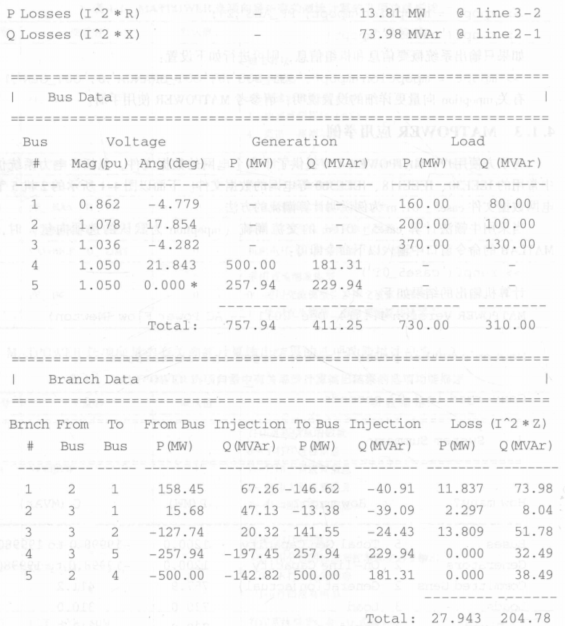 P Losses (I^2 * R) - 13.81 MW @ line 3-2
Q Losses (I^2 * X) - 73.98 MVAr @ line 2-1
================================================================
| Bus Data |
================================================================
Bus Voltage Generation Load
# Mag(pu) Ang(deg) P (MW) Q (MVAr) P (MW) Q (MVAr)
----------------------------------------------------------------
1 0.862 -4.779 - - 160.00 80.00
2 1.078 17.854 - - 200.00 100.00
3 1.036 -4.282 - - 370.00 130.00
4 1.050 21.843 500.00 181.31 - -
5 1.050 0.000 * 257.94 229.94 - -
Total: 757.94 411.25 730.00 310.00
================================================================
| Branch Data |
================================================================
Brnch From To From Bus Injection To Bus Injection Loss (I^2 * Z)
# Bus Bus P (MW) Q (MVAr) P (MW) Q (MVAr) P (MW) Q (MVAr)
----------------------------------------------------------------
1 2 1 158.45 67.26 -146.62 -40.91 11.837 73.98
2 3 1 15.68 47.13 -13.38 -39.09 2.297 8.04
3 3 2 -127.74 20.32 141.55 -24.43 13.809 51.78
4 3 5 -257.94 -197.45 257.94 229.94 0.000 32.49
5 2 4 -500.00 -142.82 500.00 181.31 0.000 38.49
Total: 27.943 204.78